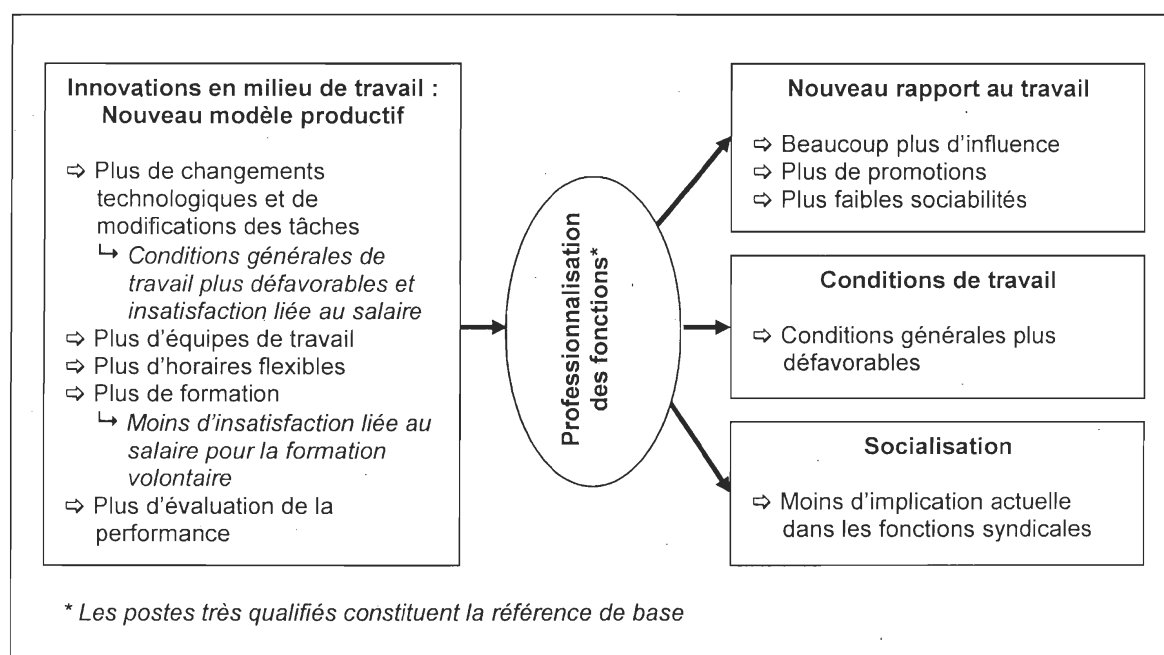 Innovations en milieu de travail :
Nouveau modèle productif
⇨ Plus de changements
technologiques et de
modifications des tâches
↳ Conditions générales de
travail plus défavorables et
insatisfaction liée au salaire
⇨ Plus d'équipes de travail
⇨ Plus d'horaires flexibles
⇨ Plus de formation
↳ Moins d'insatisfaction liée au
salaire pour la formation
volontaire
⇨ Plus d'évaluation de la
performance
Professionnalisation
des fonctions*
Nouveau rapport au travail
⇨ Beaucoup plus d'influence
⇨ Plus de promotions
⇨ Plus faibles sociabilités
Conditions de travail
⇨ Conditions générales plus
défavorables
Socialisation
⇨ Moins d'implication actuelle
dans les fonctions syndicales
* Les postes très qualifiés constituent la référence de base